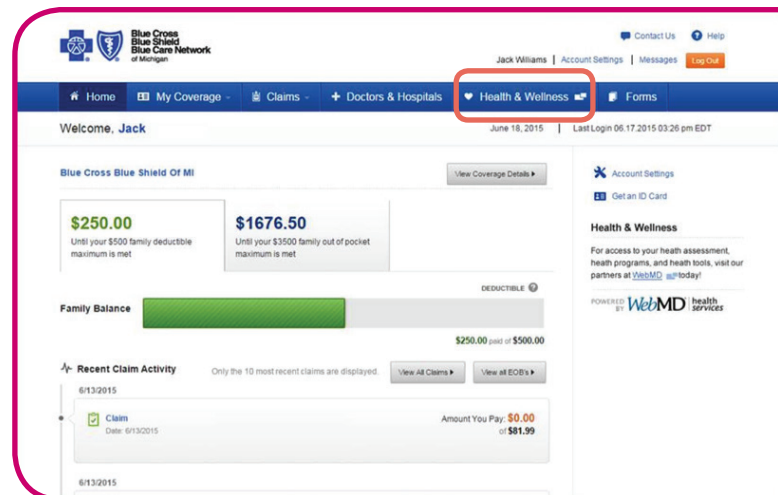 Blue Cross
Blue Shield
Blue Care Network
of Michigan
Contact Us Help
Jack Williams | Account Settings | Messages Log Out
Home My Coverage Claims + Doctors & Hospitals Health & Wellness Forms
Welcome, Jack
June 18, 2015 | Last Login 06.17.2015 03:26 pm EDT
Blue Cross Blue Shield Of MI
View Coverage Details
$250.00
Until your $500 family deductible
maximum is met
$1676.50
Until your $3500 family out of pocket
maximum is met
DEDUCTIBLE ?
Family Balance
$250.00 paid of $500.00
Recent Claim Activity
Only the 10 most recent claims are displayed.
View All Claims
View all EOB's
6/13/2015
Claim
Date: 6/13/2015
Amount You Pay: $0.00
of $81.99
6/13/2015
Account Settings
Get an ID Card
Health & Wellness
For access to your heath assessment,
heath programs, and heath tools, visit our
partners at WebMD today!
POWERED BY WebMD health services